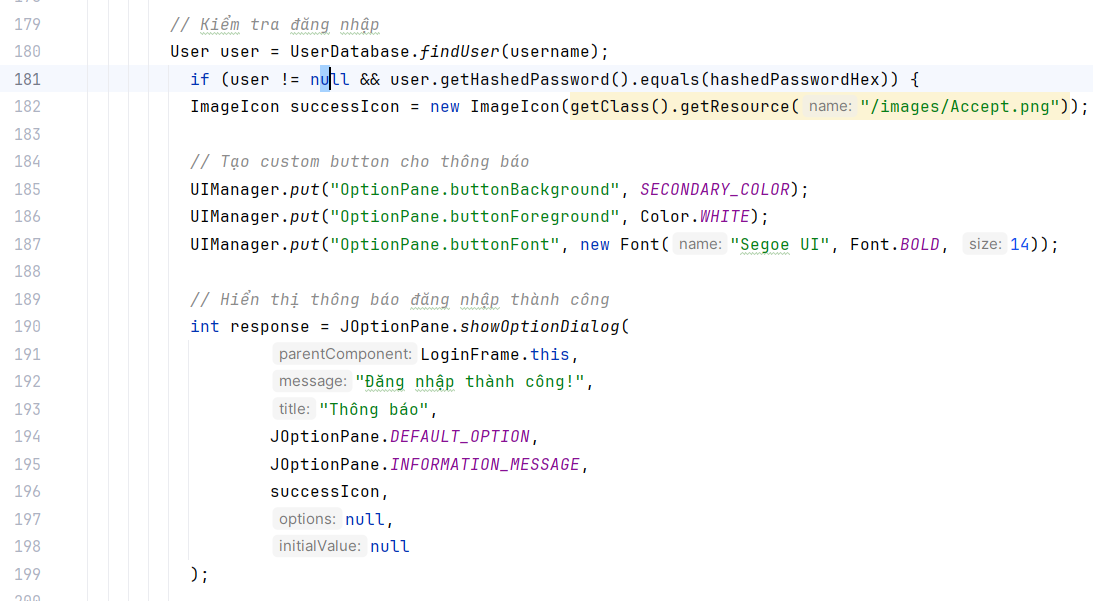 179 // Kiểm tra đăng nhập
180 User user = UserDatabase.findUser(username);
181 if (user != null && user.getHashedPassword().equals(hashedPasswordHex)) {
182 ImageIcon successIcon = new ImageIcon(getClass().getResource( name: "/images/Accept.png"));
183
184 // Tạo custom button cho thông báo
185 UIManager.put("OptionPane.buttonBackground", SECONDARY_COLOR);
186 UIManager.put("OptionPane.buttonForeground", Color.WHITE);
187 UIManager.put("OptionPane.buttonFont", new Font( name: "Segoe UI", Font.BOLD, size: 14));
188
189 // Hiển thị thông báo đăng nhập thành công
190 int response = JOptionPane.showOptionDialog(
191 parentComponent: LoginFrame.this,
192 message: "Đăng nhập thành công!",
193 title: "Thông báo",
194 JOptionPane.DEFAULT_OPTION,
195 JOptionPane.INFORMATION_MESSAGE,
196 successIcon,
197 options: null,
198 initialValue: null
199 );